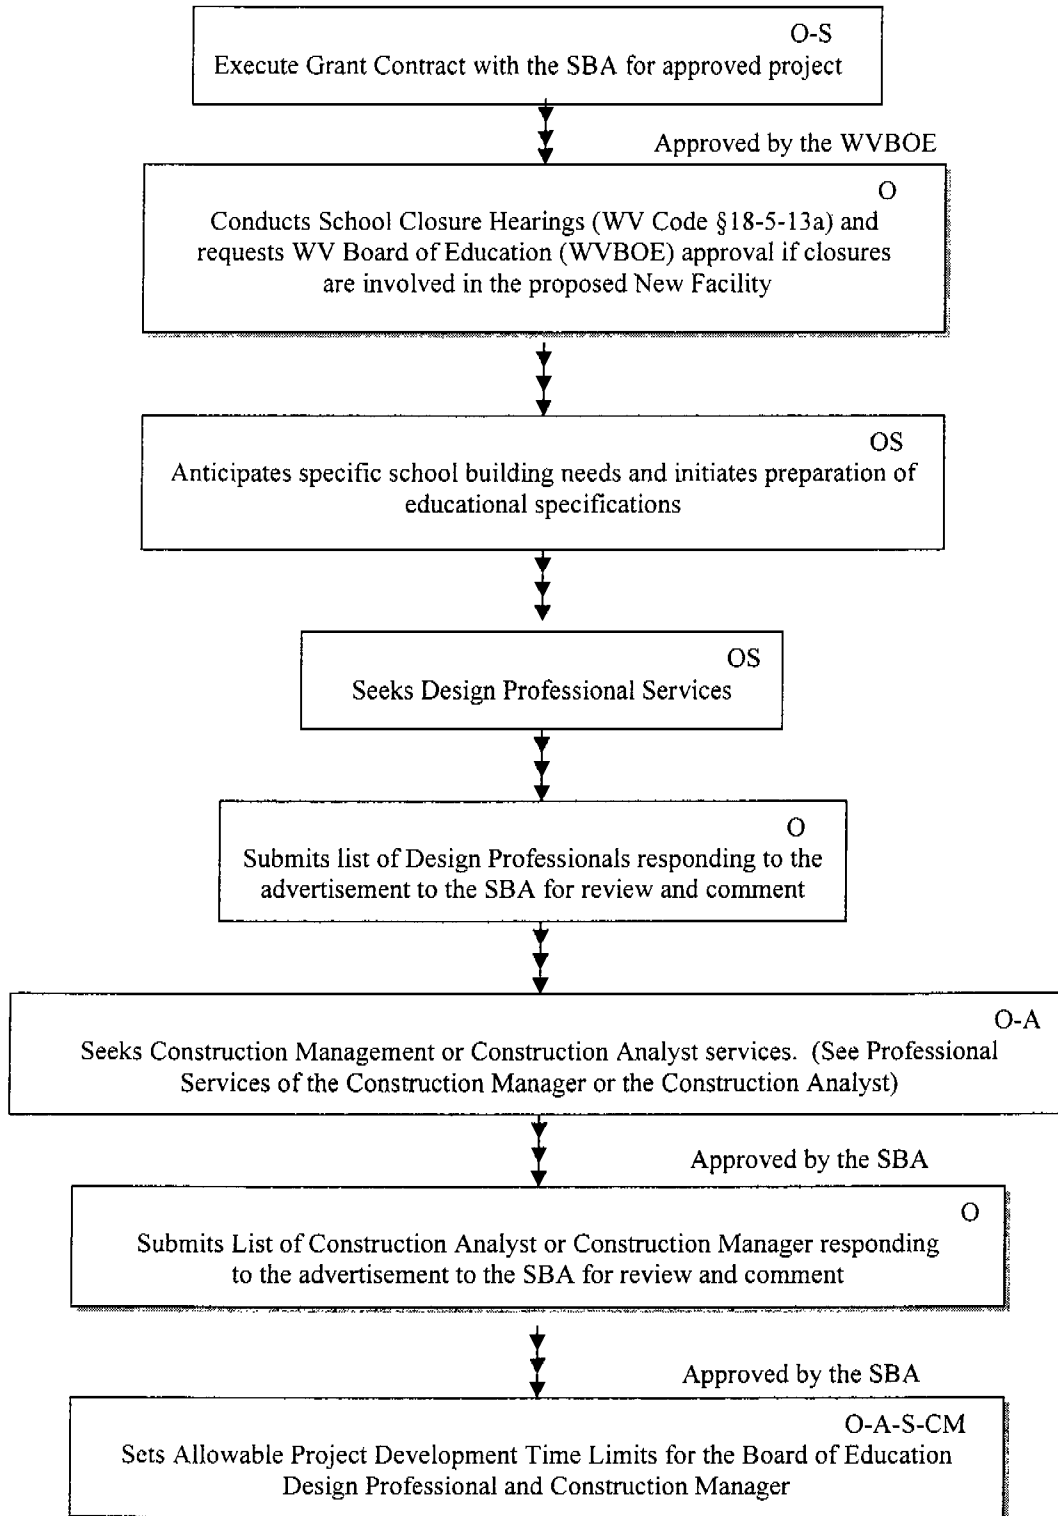 O-S
Execute Grant Contract with the SBA for approved project
Approved by the WVBOE
O
Conducts School Closure Hearings (WV Code §18-5-13a) and
requests WV Board of Education (WVBOE) approval if closures
are involved in the proposed New Facility
OS
Anticipates specific school building needs and initiates preparation of
educational specifications
OS
Seeks Design Professional Services
O
Submits list of Design Professionals responding to the
advertisement to the SBA for review and comment
O-A
Seeks Construction Management or Construction Analyst services.  (See Professional
Services of the Construction Manager or the Construction Analyst)
Approved by the SBA
O
Submits List of Construction Analyst or Construction Manager responding
to the advertisement to the SBA for review and comment
Approved by the SBA
O-A-S-CM
Sets Allowable Project Development Time Limits for the Board of Education
Design Professional and Construction Manager